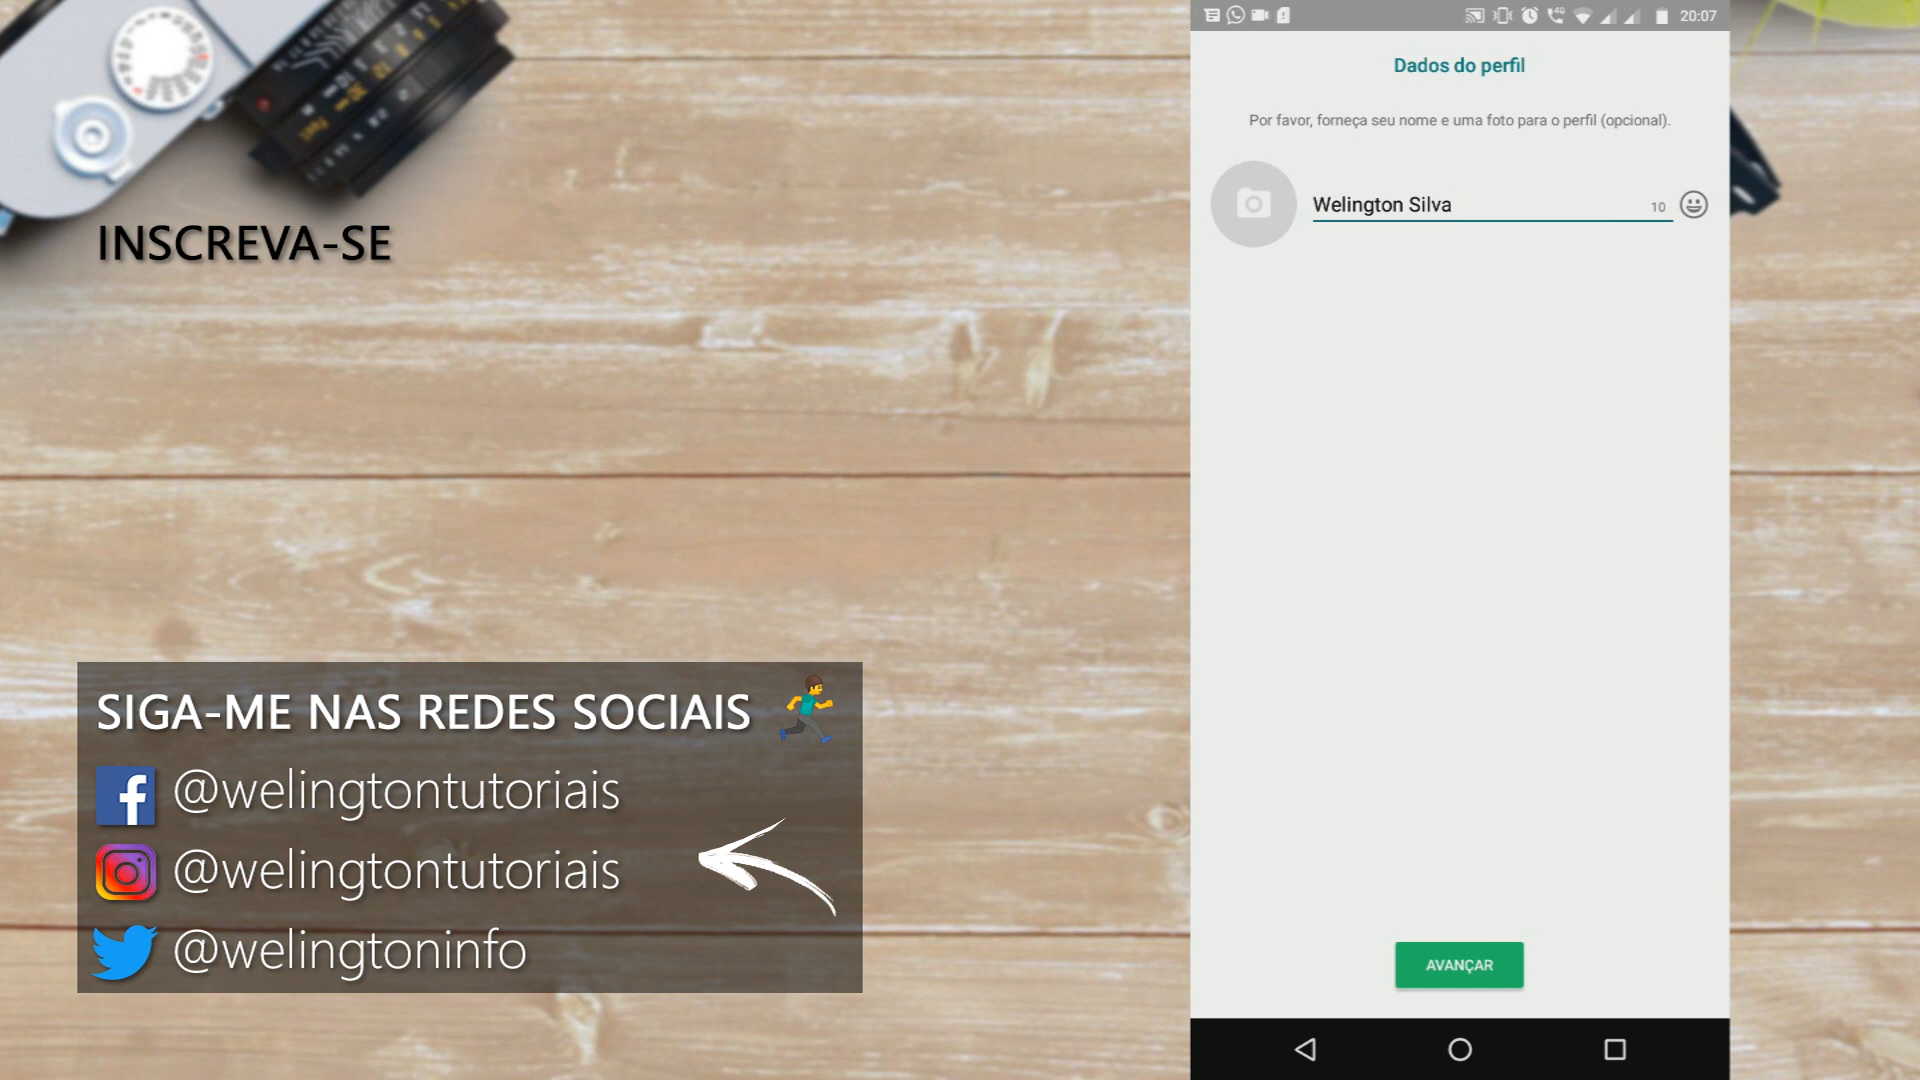 INSCREVA-SE
SIGA-ME NAS REDES SOCIAIS
@welingtontutoriais
@welingtontutoriais
@welingtoninfo
20:07
Dados do perfil
Por favor, forneça seu nome e uma foto para o perfil (opcional).
Welington Silva 10
AVANÇAR